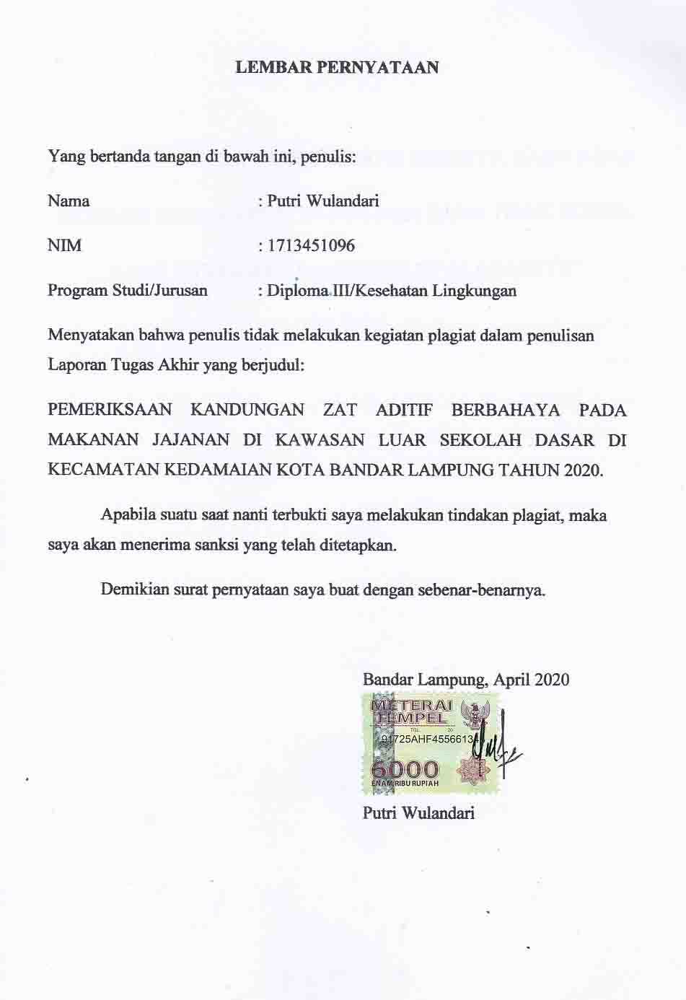 LEMBAR PERNYATAAN
Yang bertanda tangan di bawah ini, penulis:
Nama : Putri Wulandari
NIM : 1713451096
Program Studi/Jurusan : Diploma III/Kesehatan Lingkungan
Menyatakan bahwa penulis tidak melakukan kegiatan plagiat dalam penulisan
Laporan Tugas Akhir yang berjudul:
PEMERIKSAAN KANDUNGAN ZAT ADITIF BERBAHAYA PADA
MAKANAN JAJANAN DI KAWASAN LUAR SEKOLAH DASAR DI
KECAMATAN KEDAMAIAN KOTA BANDAR LAMPUNG TAHUN 2020.
Apabila suatu saat nanti terbukti saya melakukan tindakan plagiat, maka
saya akan menerima sanksi yang telah ditetapkan.
Demikian surat pernyataan saya buat dengan sebenar-benarnya.
Bandar Lampung, April 2020
METERAI
TEMPEL
TGL. 20
91725AHF45566134
6000
ENAM RIBU RUPIAH
Putri Wulandari